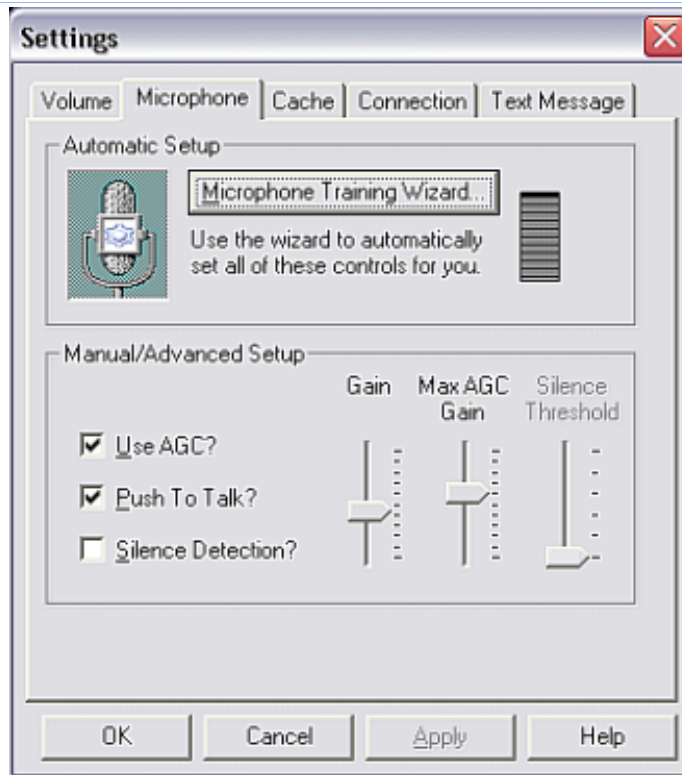 Settings
Volume Microphone Cache Connection Text Message
Automatic Setup
Microphone Training Wizard...
Use the wizard to automatically
set all of these controls for you.
Manual/Advanced Setup
Gain Max AGC Silence
Gain Threshold
Use AGC?
Push To Talk?
Silence Detection?
OK Cancel Apply Help